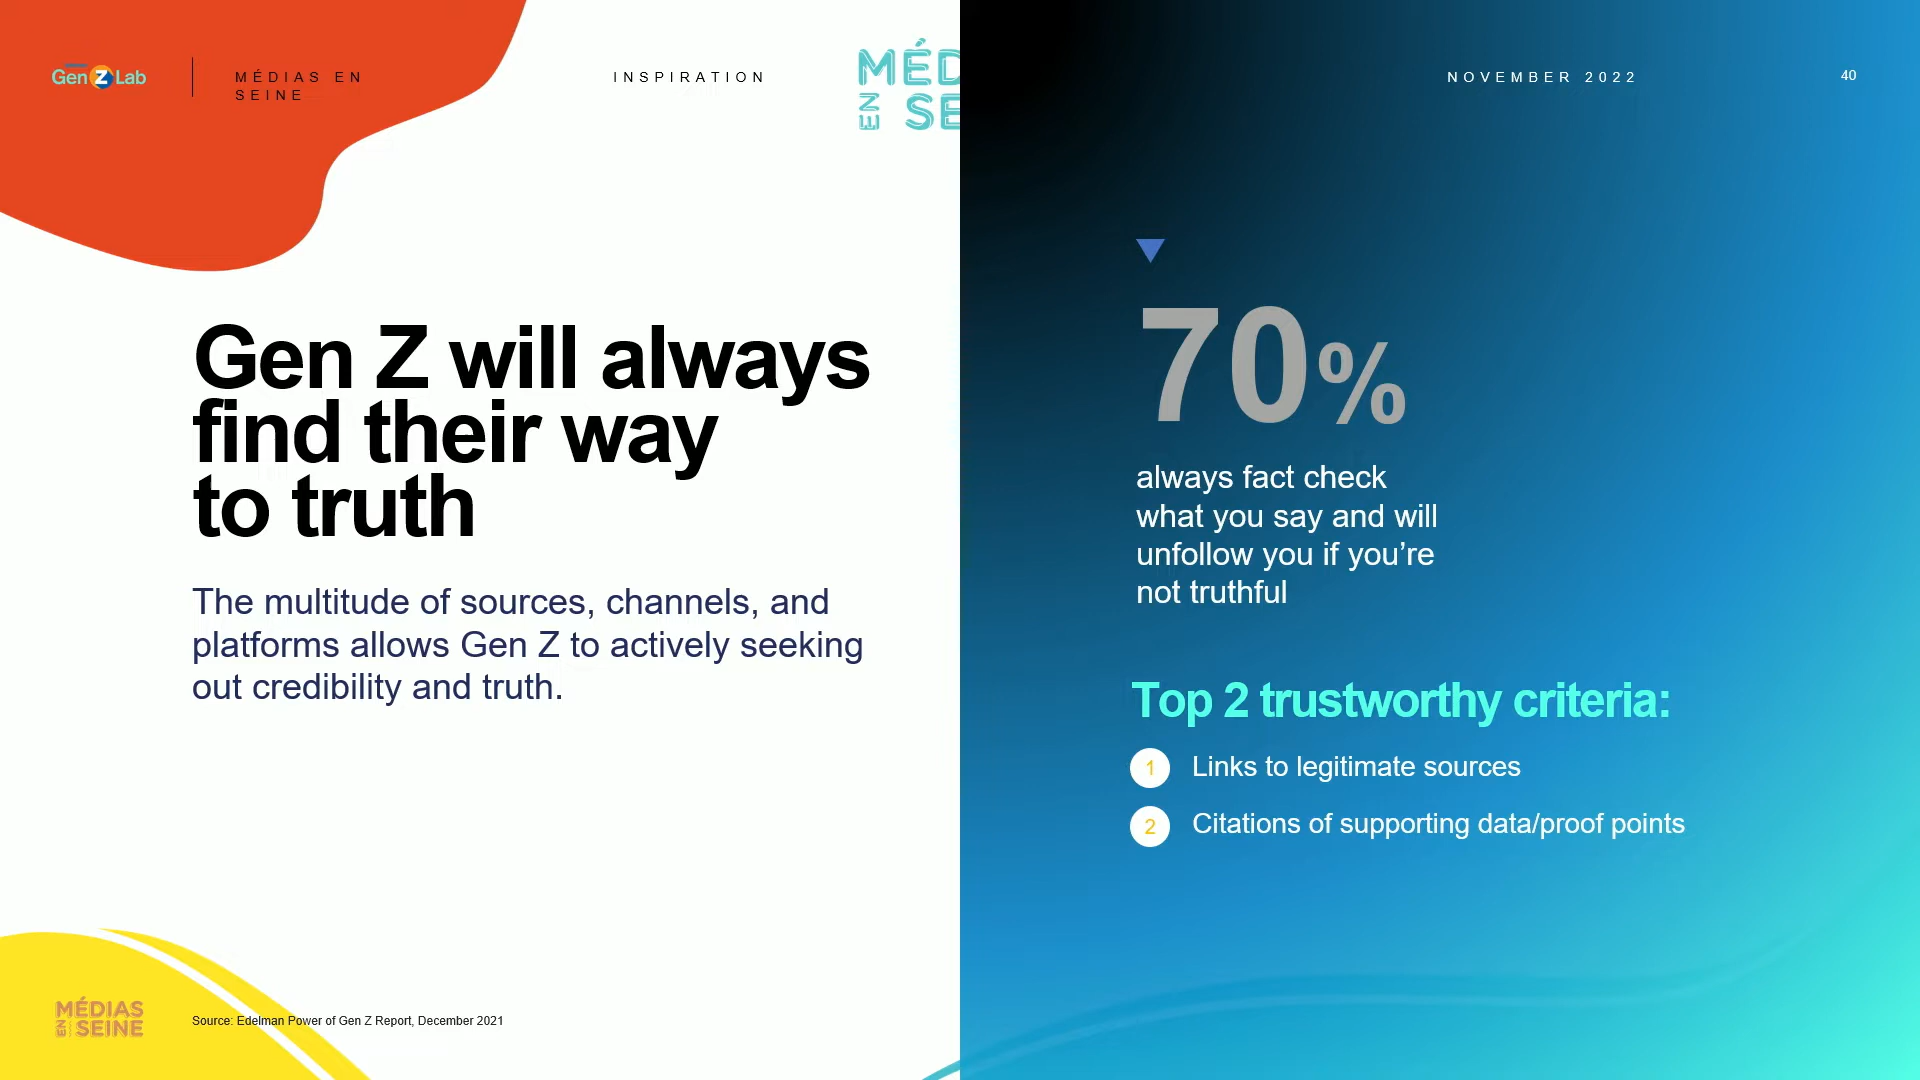 Gen Z Lab
MÉDIAS EN
SEINE
INSPIRATION
MÉD
EN SE
NOVEMBER 2022
40
Gen Z will always
find their way
to truth
The multitude of sources, channels, and
platforms allows Gen Z to actively seeking
out credibility and truth.
70%
always fact check
what you say and will
unfollow you if you’re
not truthful
Top 2 trustworthy criteria:
1 Links to legitimate sources
2 Citations of supporting data/proof points
MÉDIAS
EN SEINE
Source: Edelman Power of Gen Z Report, December 2021